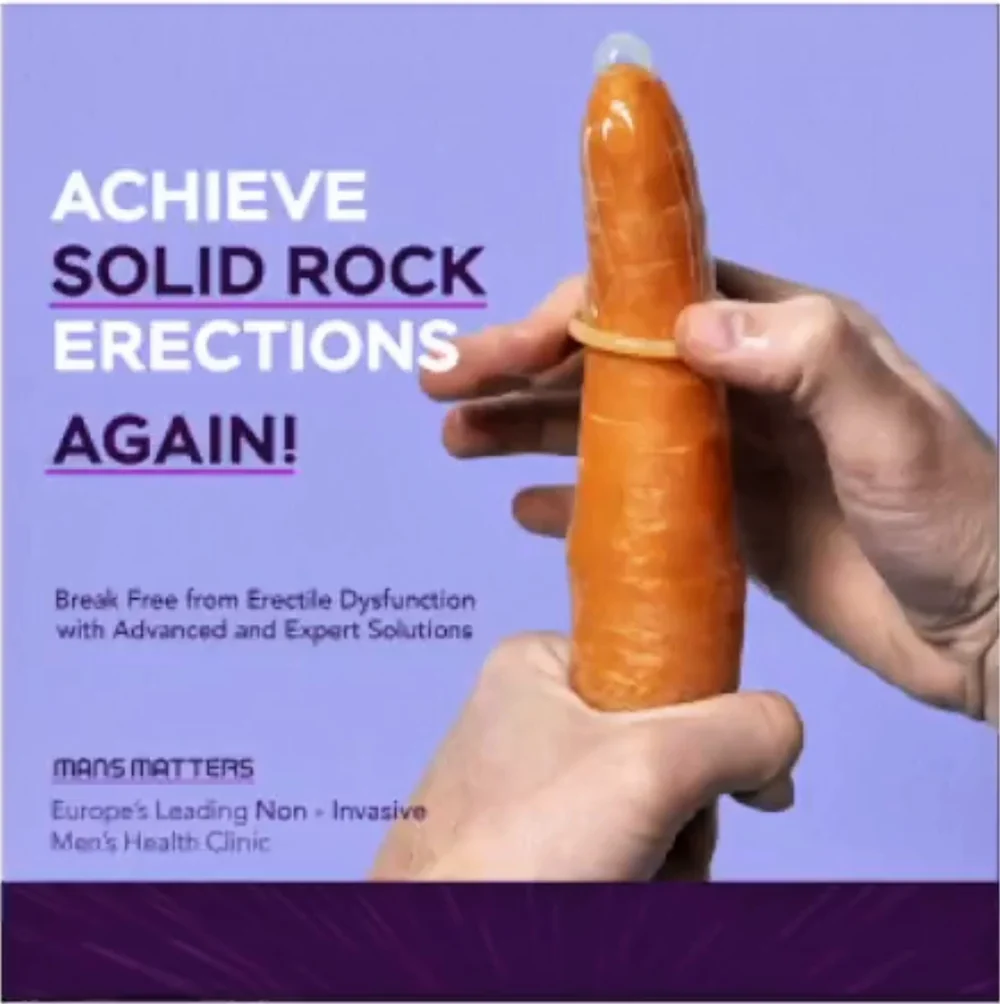 ACHIEVE
SOLID ROCK
ERECTIONS
AGAIN!
Break Free from Erectile Dysfunction
with Advanced and Expert Solutions
MANS MATTERS
Europe's Leading Non - Invasive
Men's Health Clinic